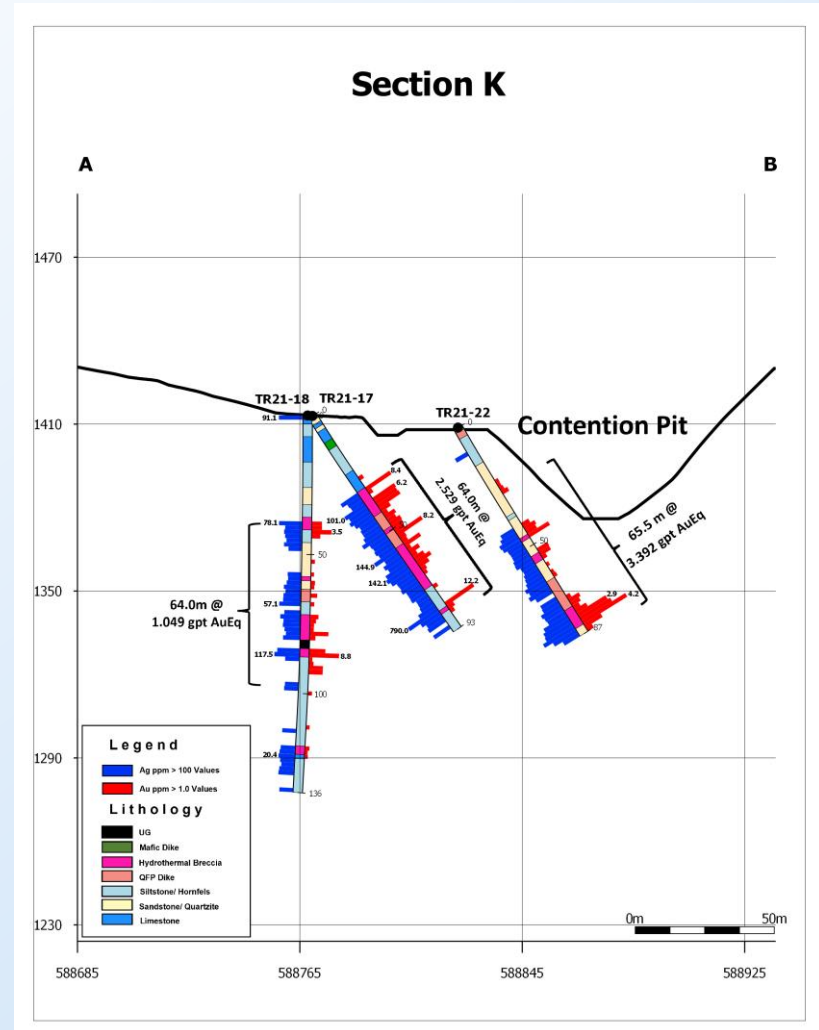 Section K
A
B
1470
1410
1350
1290
1230
TR21-18
TR21-17
TR21-22
Contention Pit
0
0
91.1
8.4
6.2
8.2
101.0
144.9
142.1
12.2
790.0
93
64.0m @
2.529 gpt AuEq
78.1
3.5
50
57.1
117.5
8.8
100
20.4
136
64.0m @
1.049 gpt AuEq
50
2.9
4.2
87
65.5 m @
3.392 gpt AuEq
Legend
Ag ppm > 100 Values
Au ppm > 1.0 Values
Lithology
UG
Mafic Dike
Hydrothermal Breccia
QFP Dike
Siltstone/ Hornfels
Sandstone/ Quartzite
Limestone
0m
50m
588685
588765
588845
588925